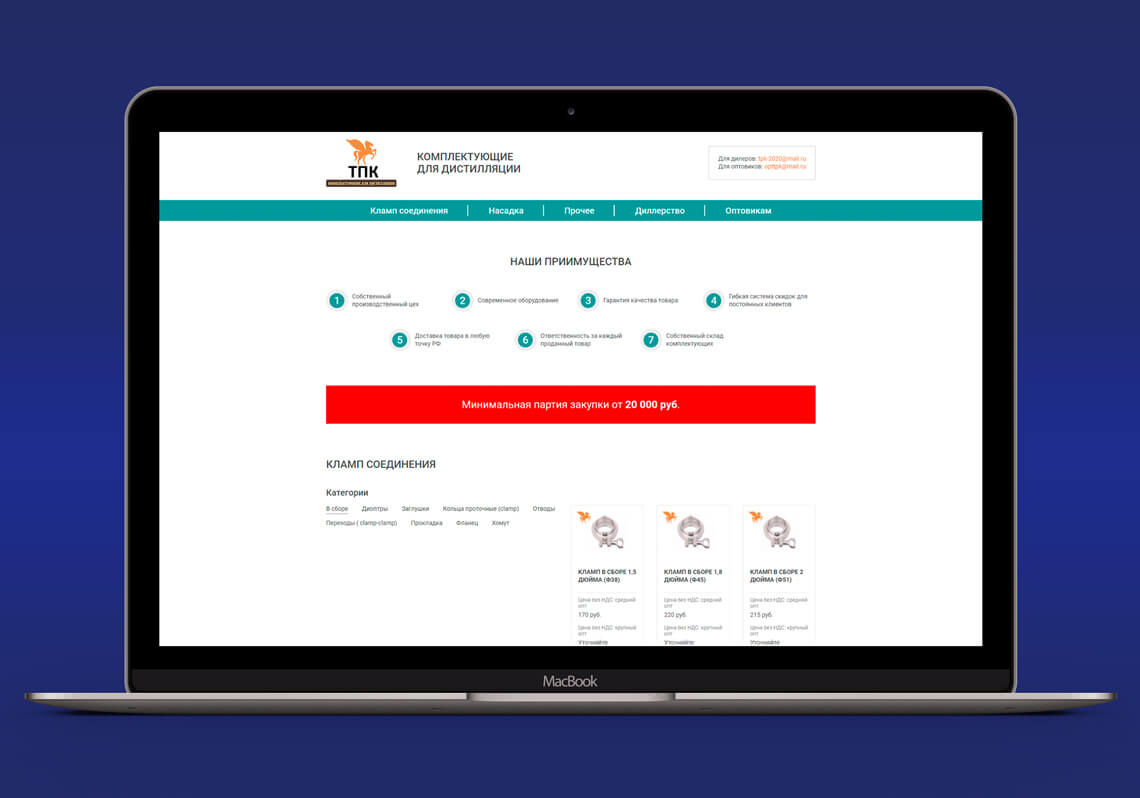 ТПК
КОМПЛЕКТУЮЩИЕ
ДЛЯ ДИСТИЛЛЯЦИИ
Для дилеров: tpk-2020@mail.ru
Для оптовиков: opttpk@mail.ru
Кламп соединения
Насадка
Прочее
Диллерство
Оптовикам
НАШИ ПРИИМУЩЕСТВА
1
Собственный
производственный цех
2
Современное оборудование
3
Гарантия качества товара
4
Гибкая система скидок для
постоянных клиентов
5
Доставка товара в любую
точку РФ
6
Ответственность за каждый
проданный товар
7
Собственный склад
комплектующих
Минимальная партия закупки от 20 000 руб.
КЛАМП СОЕДИНЕНИЯ
Категории
В сборе Диоптры Заглушки Кольца проточные (clamp) Отводы
Переходы ( clamp-clamp) Прокладка Фланец Хомут
КЛАМП В СБОРЕ 1,5
ДЮЙМА (Ф38)
Цена без НДС: средний
опт
170 руб.
Цена без НДС: крупный
опт
Уточняйте
КЛАМП В СБОРЕ 1,8
ДЮЙМА (Ф45)
Цена без НДС: средний
опт
220 руб.
Цена без НДС: крупный
опт
Уточняйте
КЛАМП В СБОРЕ 2
ДЮЙМА (Ф51)
Цена без НДС: средний
опт
215 руб.
Цена без НДС: крупный
опт
Уточняйте
MacBook